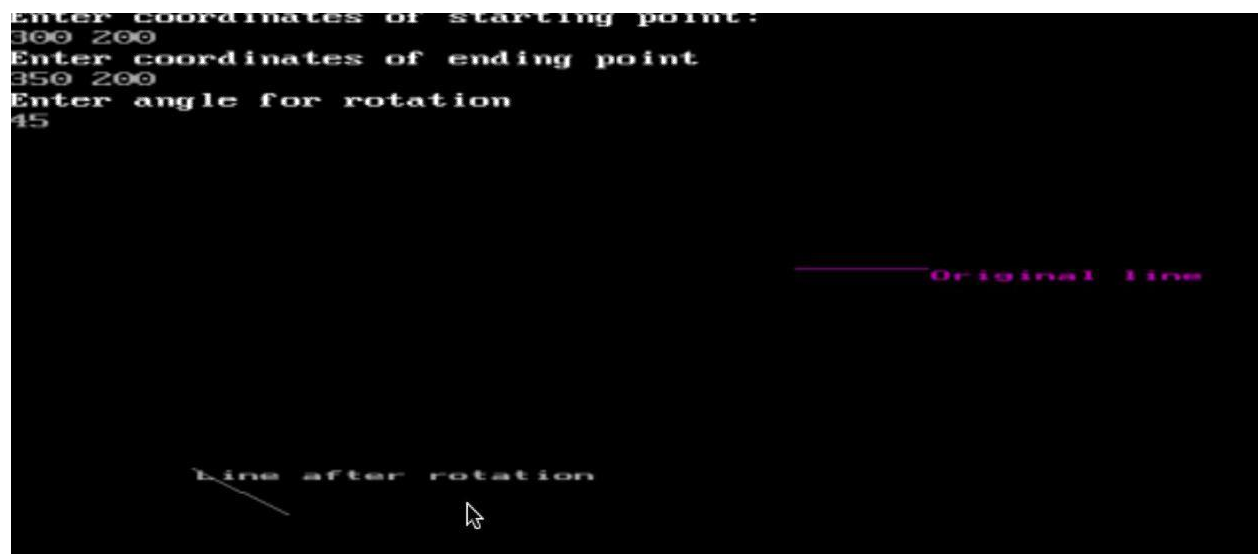 Enter coordinates of starting point:
300 200
Enter coordinates of ending point
350 200
Enter angle for rotation
45
Original line
Line after rotation